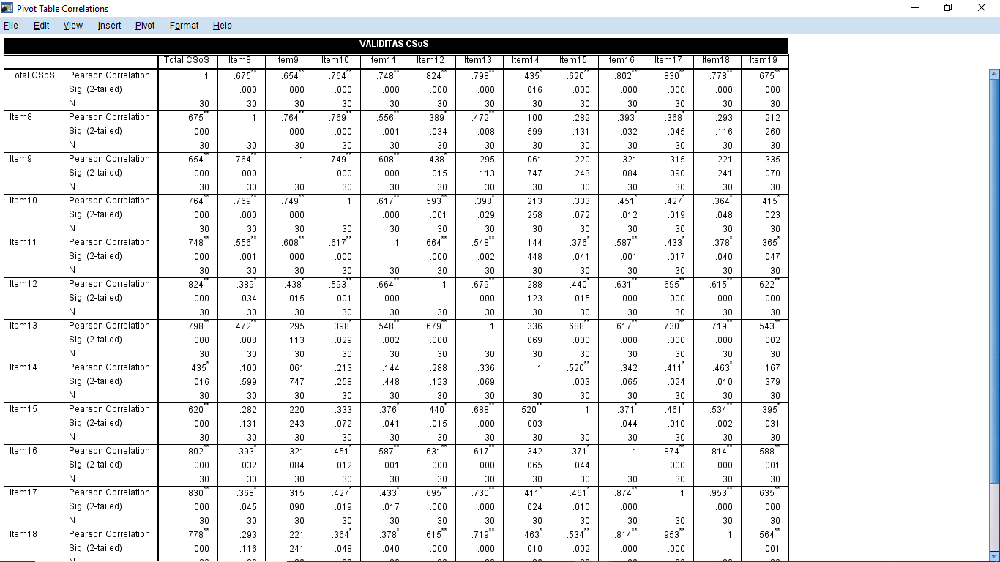 Pivot Table Correlations
File Edit View Insert Pivot Format Help
VALIDITAS CSoS
Total CSoS Item8 Item9 Item10 Item11 Item12 Item13 Item14 Item15 Item16 Item17 Item18 Item19
Total CSoS Pearson Correlation 1 .675** .654** .764** .748** .824** .798** .435* .620** .802** .830** .778** .675**
Sig. (2-tailed) .000 .000 .000 .000 .000 .000 .016 .000 .000 .000 .000 .000
N 30 30 30 30 30 30 30 30 30 30 30 30 30
Item8 Pearson Correlation .675** 1 .764** .769** .556** .389* .472** .100 .282 .393* .368* .293 .212
Sig. (2-tailed) .000 .000 .000 .001 .034 .008 .599 .131 .032 .045 .116 .260
N 30 30 30 30 30 30 30 30 30 30 30 30 30
Item9 Pearson Correlation .654** .764** 1 .749** .608** .438* .295 .061 .220 .321 .315 .221 .335
Sig. (2-tailed) .000 .000 .000 .000 .015 .113 .747 .243 .084 .090 .241 .070
N 30 30 30 30 30 30 30 30 30 30 30 30 30
Item10 Pearson Correlation .764** .769** .749** 1 .617** .593** .398* .213 .333 .451* .427* .364* .415*
Sig. (2-tailed) .000 .000 .000 .000 .001 .029 .258 .072 .012 .019 .048 .023
N 30 30 30 30 30 30 30 30 30 30 30 30 30
Item11 Pearson Correlation .748** .556** .608** .617** 1 .664** .548** .144 .376* .587** .433* .378* .365*
Sig. (2-tailed) .000 .001 .000 .000 .000 .002 .448 .041 .001 .017 .040 .047
N 30 30 30 30 30 30 30 30 30 30 30 30 30
Item12 Pearson Correlation .824** .389* .438* .593** .664** 1 .679** .288 .440* .631** .695** .615** .622**
Sig. (2-tailed) .000 .034 .015 .001 .000 .000 .123 .015 .000 .000 .000 .000
N 30 30 30 30 30 30 30 30 30 30 30 30 30
Item13 Pearson Correlation .798** .472** .295 .398* .548** .679** 1 .336 .688** .617** .730** .719** .543**
Sig. (2-tailed) .000 .008 .113 .029 .002 .000 .069 .000 .000 .000 .000 .002
N 30 30 30 30 30 30 30 30 30 30 30 30 30
Item14 Pearson Correlation .435* .100 .061 .213 .144 .288 .336 1 .520** .342 .411* .463* .167
Sig. (2-tailed) .016 .599 .747 .258 .448 .123 .069 .003 .065 .024 .010 .379
N 30 30 30 30 30 30 30 30 30 30 30 30 30
Item15 Pearson Correlation .620** .282 .220 .333 .376* .440* .688** .520** 1 .371* .461* .534** .395*
Sig. (2-tailed) .000 .131 .243 .072 .041 .015 .000 .003 .044 .010 .002 .031
N 30 30 30 30 30 30 30 30 30 30 30 30 30
Item16 Pearson Correlation .802** .393* .321 .451* .587** .631** .617** .342 .371* 1 .874** .814** .588**
Sig. (2-tailed) .000 .032 .084 .012 .001 .000 .000 .065 .044 .000 .000 .001
N 30 30 30 30 30 30 30 30 30 30 30 30 30
Item17 Pearson Correlation .830** .368* .315 .427* .433* .695** .730** .411* .461* .874** 1 .953** .635**
Sig. (2-tailed) .000 .045 .090 .019 .017 .000 .000 .024 .010 .000 .000 .000
N 30 30 30 30 30 30 30 30 30 30 30 30 30
Item18 Pearson Correlation .778** .293 .221 .364* .378* .615** .719** .463* .534** .814** .953** 1 .564**
Sig. (2-tailed) .000 .116 .241 .048 .040 .000 .000 .010 .002 .000 .000 .001